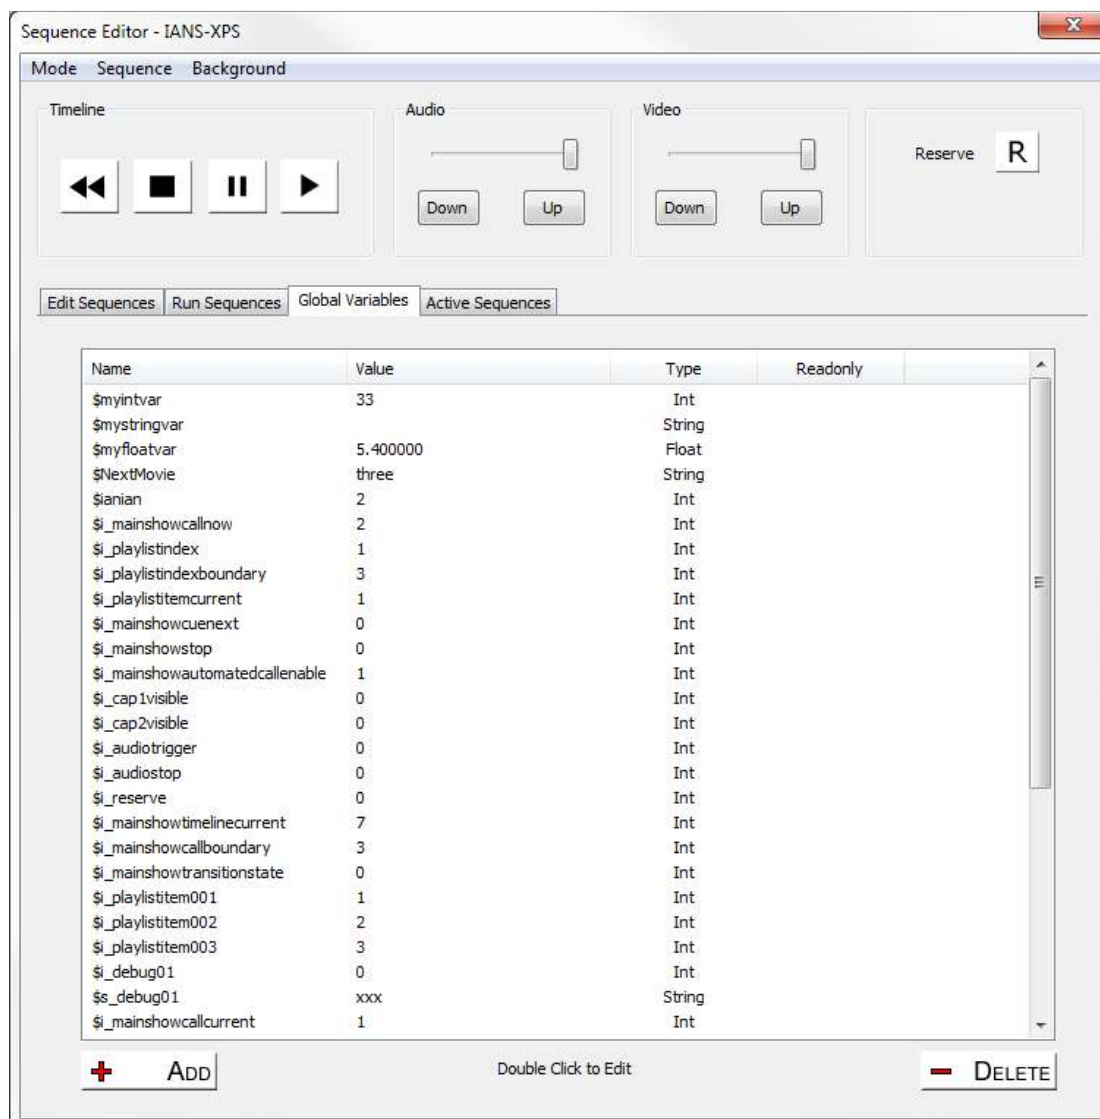 Sequence Editor - IANS-XPS
Mode Sequence Background
Timeline Audio Video
Reserve R
Down Up Down Up
Edit Sequences Run Sequences Global Variables Active Sequences
Name Value Type Readonly
$myintvar 33 Int
$mystringvar String
$myfloatvar 5.400000 Float
$NextMovie three String
$ianian 2 Int
$i_mainshowcallnow 2 Int
$i_playlistindex 1 Int
$i_playlistindexboundary 3 Int
$i_playlistitemcurrent 1 Int
$i_mainshowcuenext 0 Int
$i_mainshowstop 0 Int
$i_mainshowautomatedcallenable 1 Int
$i_cap1visible 0 Int
$i_cap2visible 0 Int
$i_audiotrigger 0 Int
$i_audiostop 0 Int
$i_reserve 0 Int
$i_mainshowtimelinecurrent 7 Int
$i_mainshowcallboundary 3 Int
$i_mainshowtransitionstate 0 Int
$i_playlistitem001 1 Int
$i_playlistitem002 2 Int
$i_playlistitem003 3 Int
$i_debug01 0 Int
$s_debug01 xxx String
$i_mainshowcallcurrent 1 Int
ADD Double Click to Edit DELETE